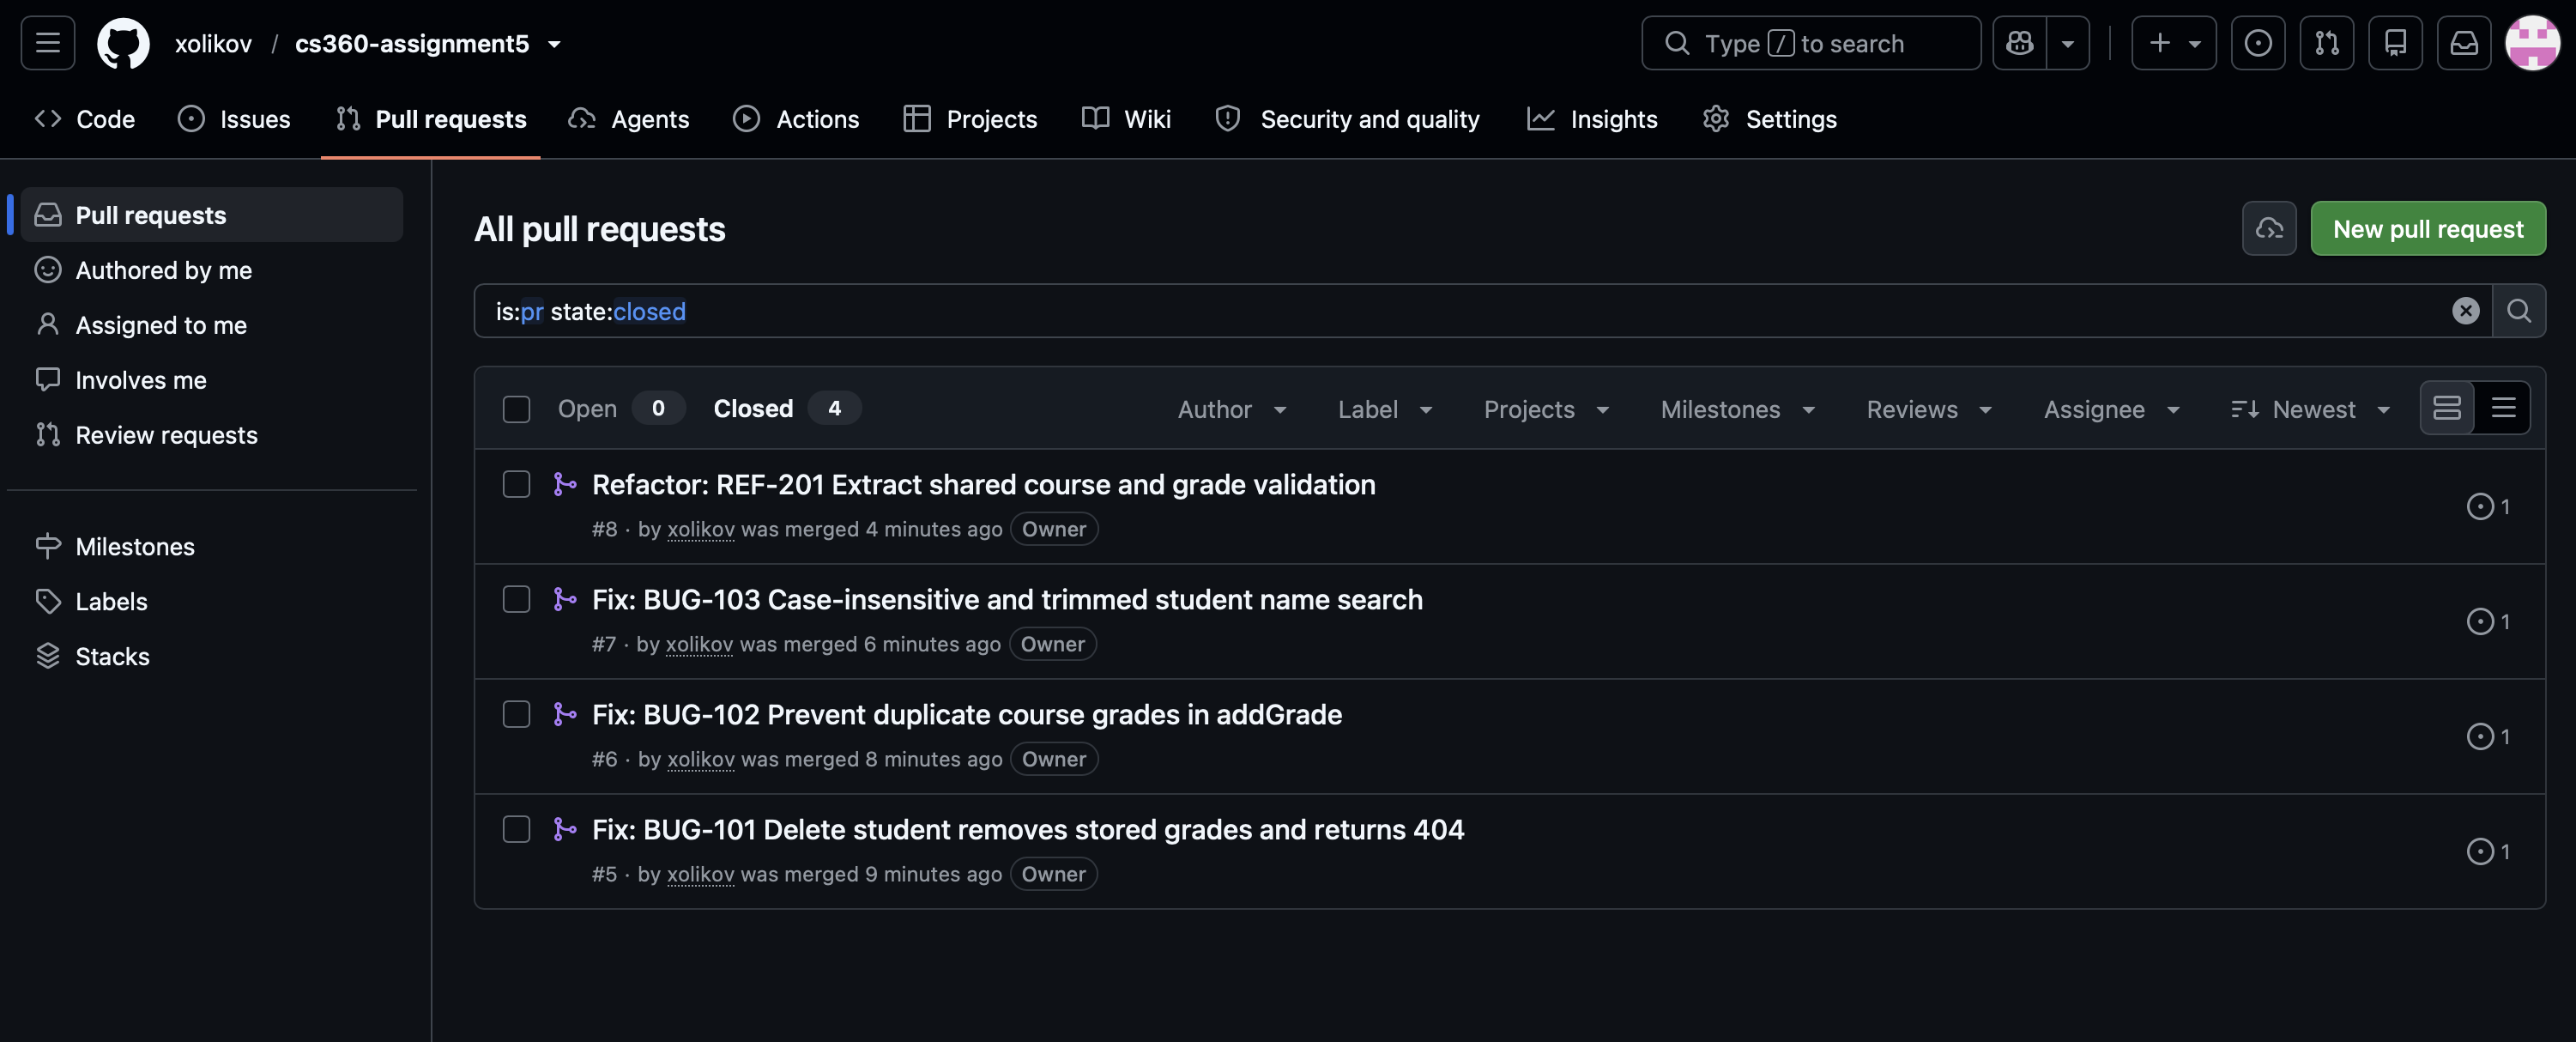 xolikov / cs360-assignment5
Type / to search
Code Issues Pull requests Agents Actions Projects Wiki Security and quality Insights Settings
Pull requests
Authored by me
Assigned to me
Involves me
Review requests
Milestones
Labels
Stacks
All pull requests
New pull request
is:pr state:closed
Open 0 Closed 4 Author Label Projects Milestones Reviews Assignee Newest
Refactor: REF-201 Extract shared course and grade validation
#8 · by xolikov was merged 4 minutes ago Owner
1
Fix: BUG-103 Case-insensitive and trimmed student name search
#7 · by xolikov was merged 6 minutes ago Owner
1
Fix: BUG-102 Prevent duplicate course grades in addGrade
#6 · by xolikov was merged 8 minutes ago Owner
1
Fix: BUG-101 Delete student removes stored grades and returns 404
#5 · by xolikov was merged 9 minutes ago Owner
1